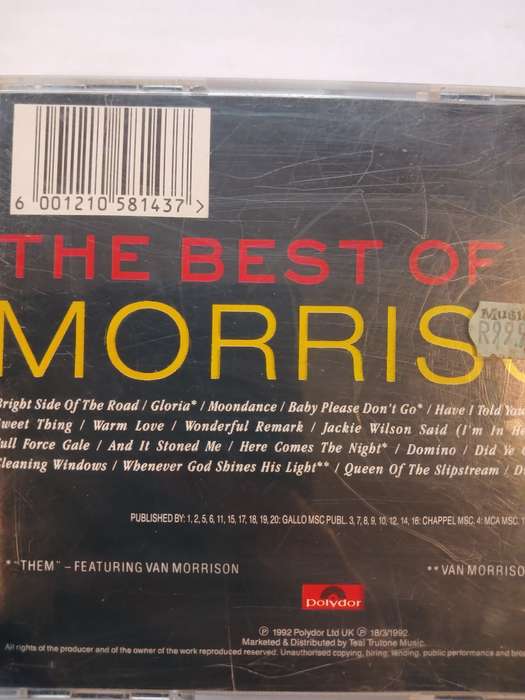 6 001210 581437 >
THE BEST OF
MORRIS
Music
R99.
Bright Side Of The Road / Gloria* / Moondance / Baby Please Don't Go* / Have I Told You
Sweet Thing / Warm Love / Wonderful Remark / Jackie Wilson Said (I'm In He
Full Force Gale / And It Stoned Me / Here Comes The Night* / Domino / Did Ye
Cleaning Windows / Whenever God Shines His Light** / Queen Of The Slipstream / D
PUBLISHED BY: 1, 2, 5, 6, 11, 15, 17, 18, 19, 20: GALLO MSC PUBL. 3, 7, 8, 9, 10, 12, 14, 16: CHAPPEL MSC. 4: MCA MSC. 1
* "THEM" – FEATURING VAN MORRISON
** VAN MORRISO
Polydor
℗ 1992 Polydor Ltd UK ℗ 18/3/1992.
Marketed & Distributed by Teal Trutone Music.
All rights of the producer and of the owner of the work reproduced reserved. Unauthorised copying, hiring, lending, public performance and bro